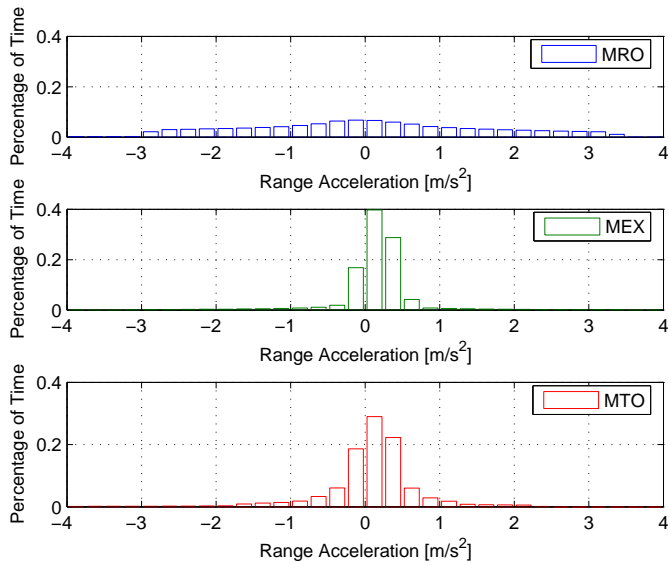 0.4
0.2
0
Percentage of Time
MRO
−4 −3 −2 −1 0 1 2 3 4
Range Acceleration [m/s²]
0.4
0.2
0
Percentage of Time
MEX
−4 −3 −2 −1 0 1 2 3 4
Range Acceleration [m/s²]
0.4
0.2
0
Percentage of Time
MTO
−4 −3 −2 −1 0 1 2 3 4
Range Acceleration [m/s²]